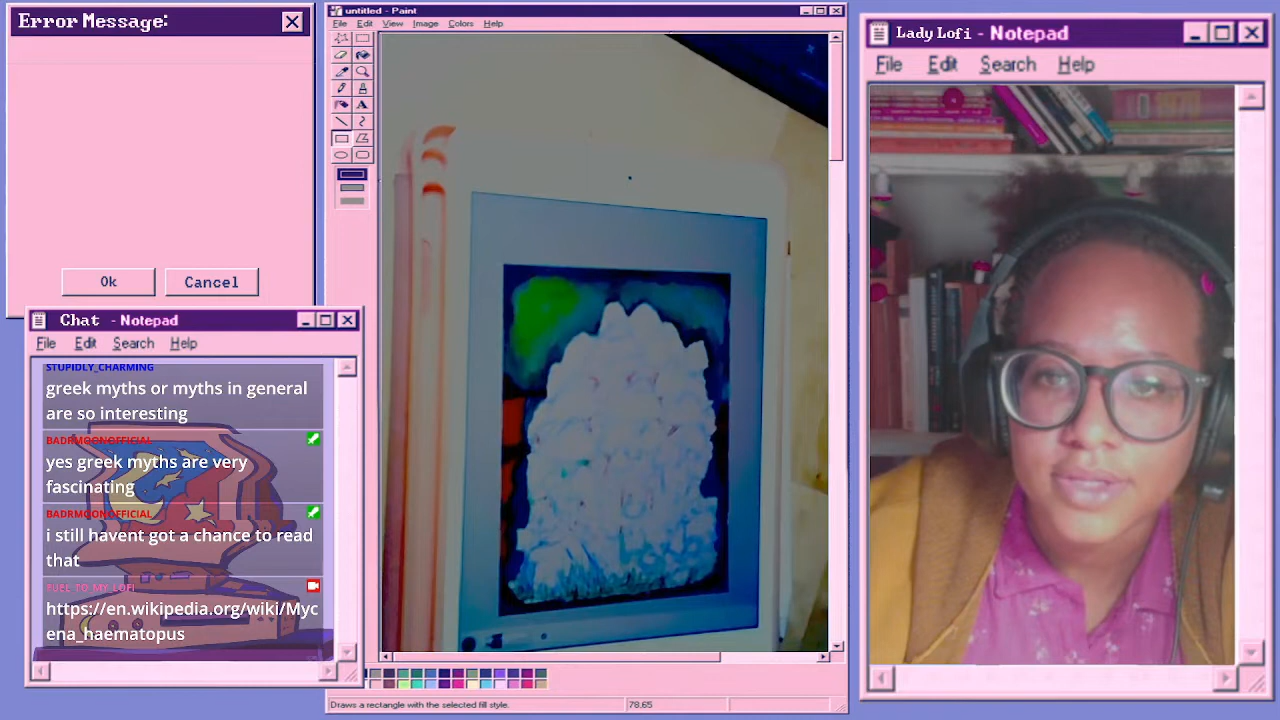 Error Message:
Ok
Cancel
untitled - Paint
File Edit View Image Colors Help
Draws a rectangle with the selected fill style.
78,65
Chat - Notepad
File Edit Search Help
STUPIDLY_CHARMING
greek myths or myths in general
are so interesting
BADRMOONOFFICIAL
yes greek myths are very
fascinating
BADRMOONOFFICIAL
i still havent got a chance to read
that
FUEL_TO_MY_LOFI
https://en.wikipedia.org/wiki/Myc
ena_haematopus
Lady Lofi - Notepad
File Edit Search Help